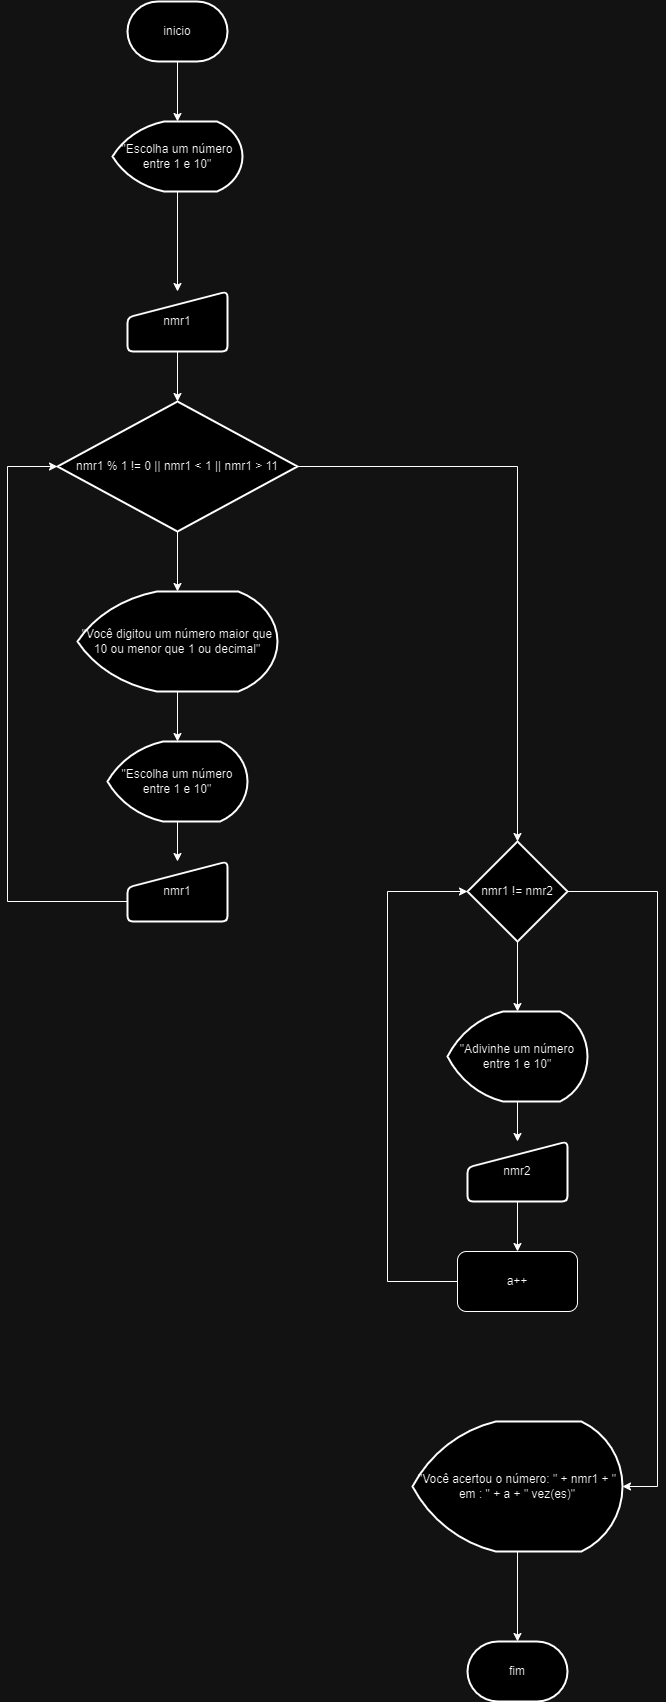 inicio
"Escolha um número
entre 1 e 10"
nmr1
nmr1 % 1 != 0 || nmr1 < 1 || nmr1 > 11
"Você digitou um número maior que
10 ou menor que 1 ou decimal"
"Escolha um número
entre 1 e 10"
nmr1
nmr1 != nmr2
"Adivinhe um número
entre 1 e 10"
nmr2
a++
"Você acertou o número: " + nmr1 + "
em : " + a + " vez(es)"
fim